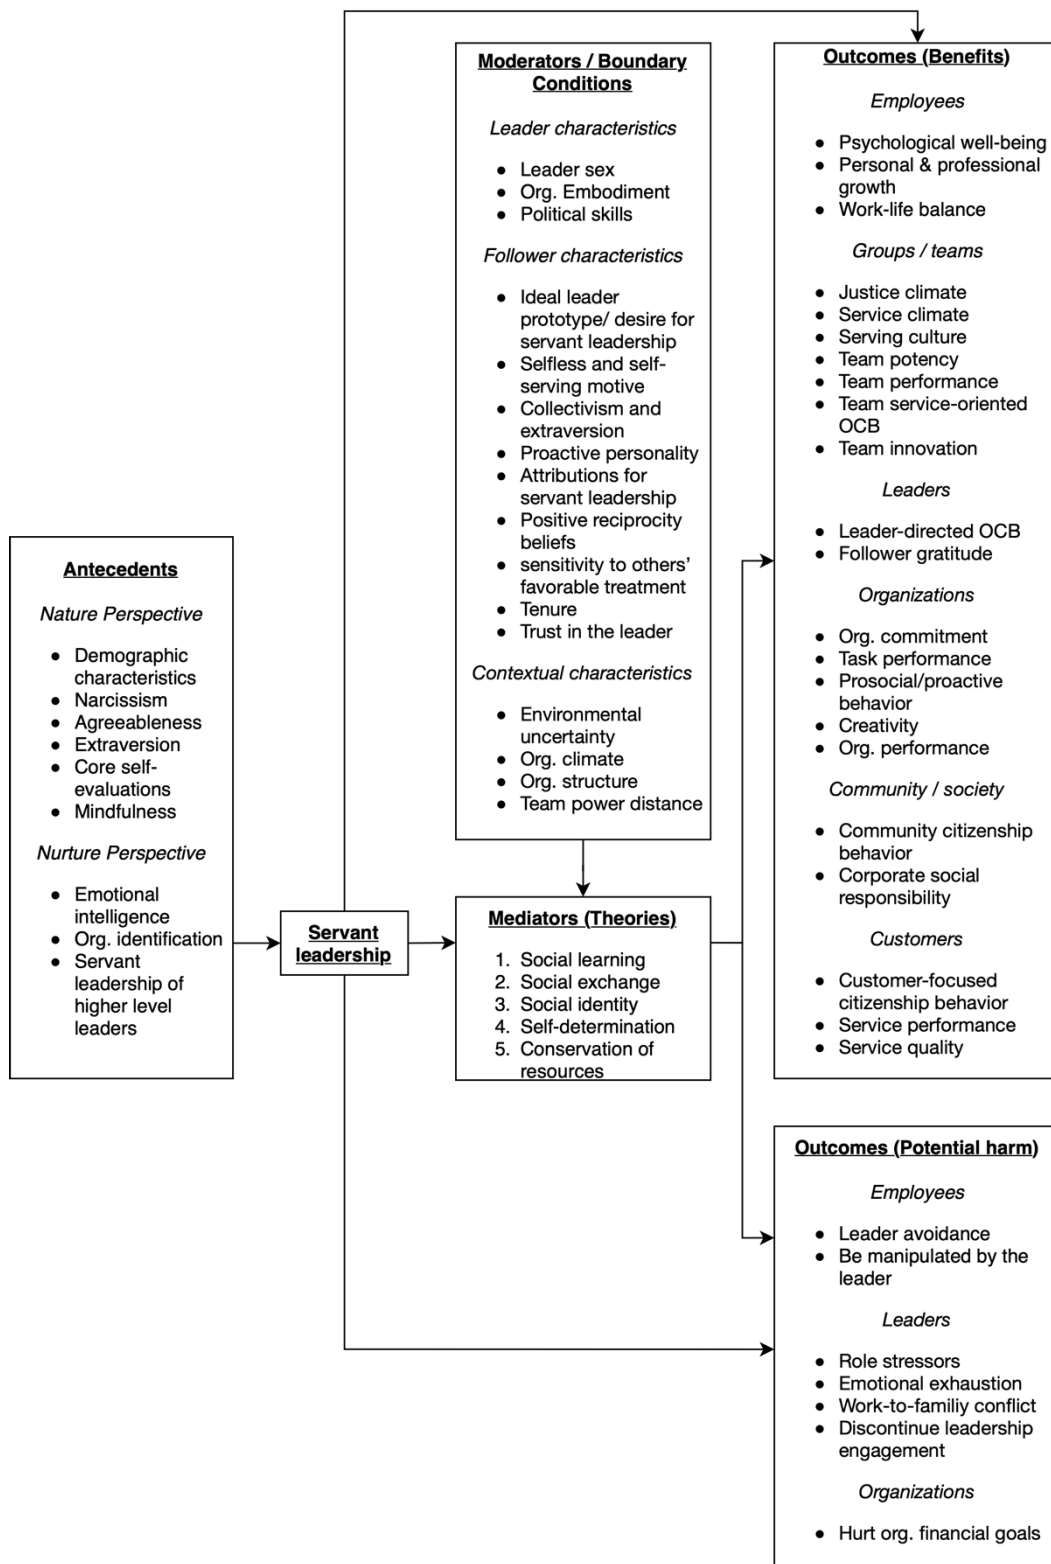 Moderators / Boundary
Conditions
Leader characteristics
● Leader sex
● Org. Embodiment
● Political skills
Follower characteristics
● Ideal leader
prototype/ desire for
servant leadership
● Selfless and self-
serving motive
● Collectivism and
extraversion
● Proactive personality
● Attributions for
servant leadership
● Positive reciprocity
beliefs
● sensitivity to others’
favorable treatment
● Tenure
● Trust in the leader
Contextual characteristics
● Environmental
uncertainty
● Org. climate
● Org. structure
● Team power distance
Outcomes (Benefits)
Employees
● Psychological well-being
● Personal & professional
growth
● Work-life balance
Groups / teams
● Justice climate
● Service climate
● Serving culture
● Team potency
● Team performance
● Team service-oriented
OCB
● Team innovation
Leaders
● Leader-directed OCB
● Follower gratitude
Organizations
● Org. commitment
● Task performance
● Prosocial/proactive
behavior
● Creativity
● Org. performance
Community / society
● Community citizenship
behavior
● Corporate social
responsibility
Customers
● Customer-focused
citizenship behavior
● Service performance
● Service quality
Antecedents
Nature Perspective
● Demographic
characteristics
● Narcissism
● Agreeableness
● Extraversion
● Core self-
evaluations
● Mindfulness
Nurture Perspective
● Emotional
intelligence
● Org. identification
● Servant
leadership of
higher level
leaders
Servant
leadership
Mediators (Theories)
1. Social learning
2. Social exchange
3. Social identity
4. Self-determination
5. Conservation of
resources
Outcomes (Potential harm)
Employees
● Leader avoidance
● Be manipulated by the
leader
Leaders
● Role stressors
● Emotional exhaustion
● Work-to-familiy conflict
● Discontinue leadership
engagement
Organizations
● Hurt org. financial goals